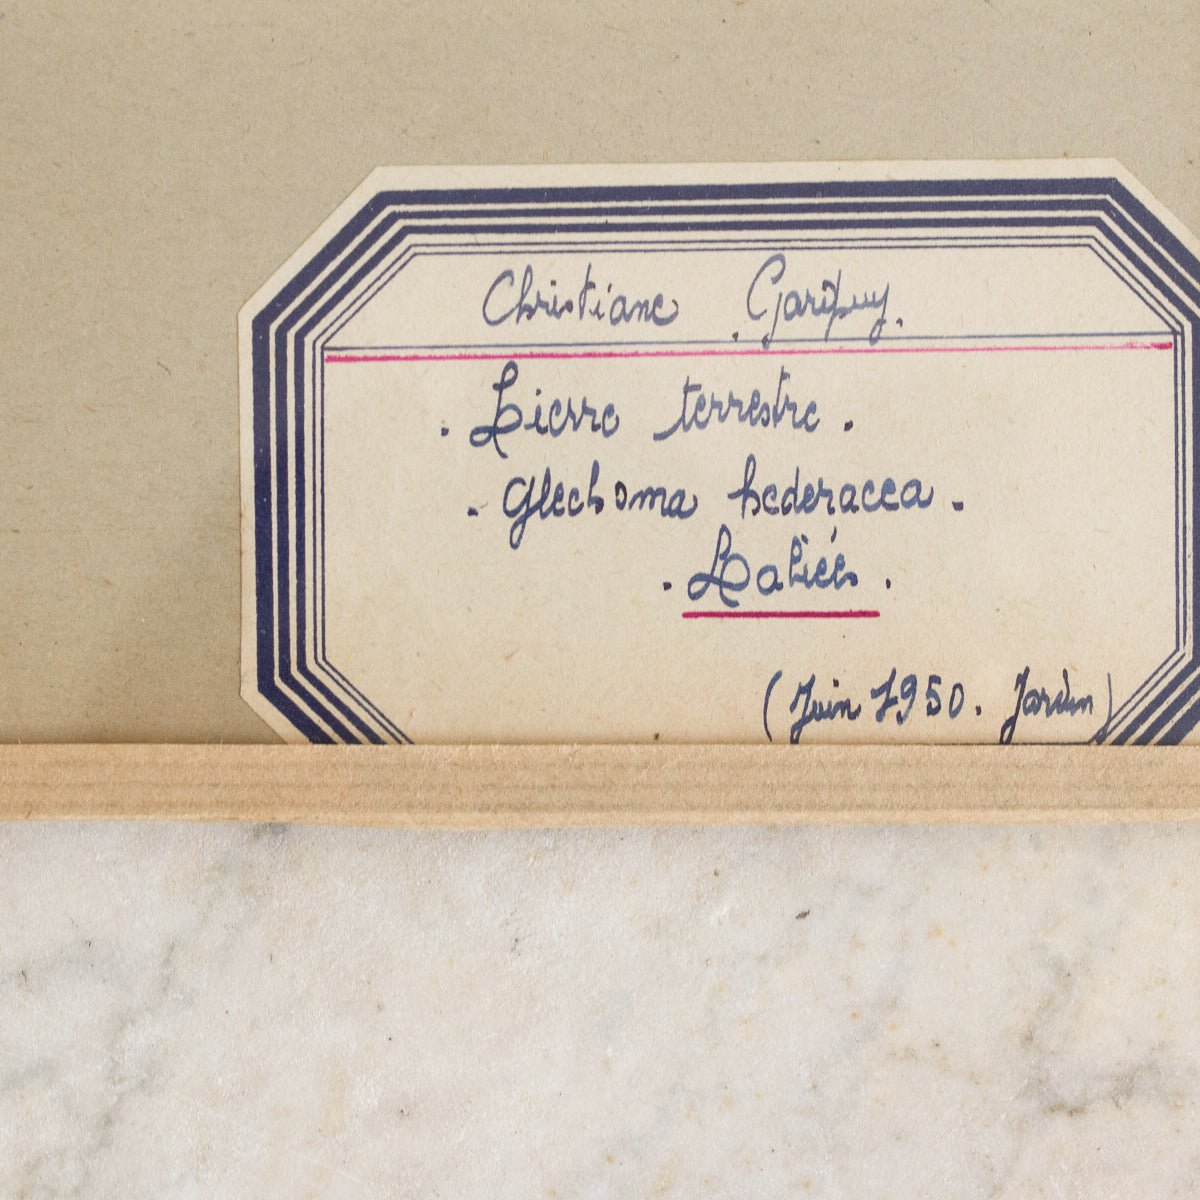 Christiane Garipuy.
. Lierre terrestre .
. Glechoma hederacea .
. Labiées .
(Juin 1950. Jardin)